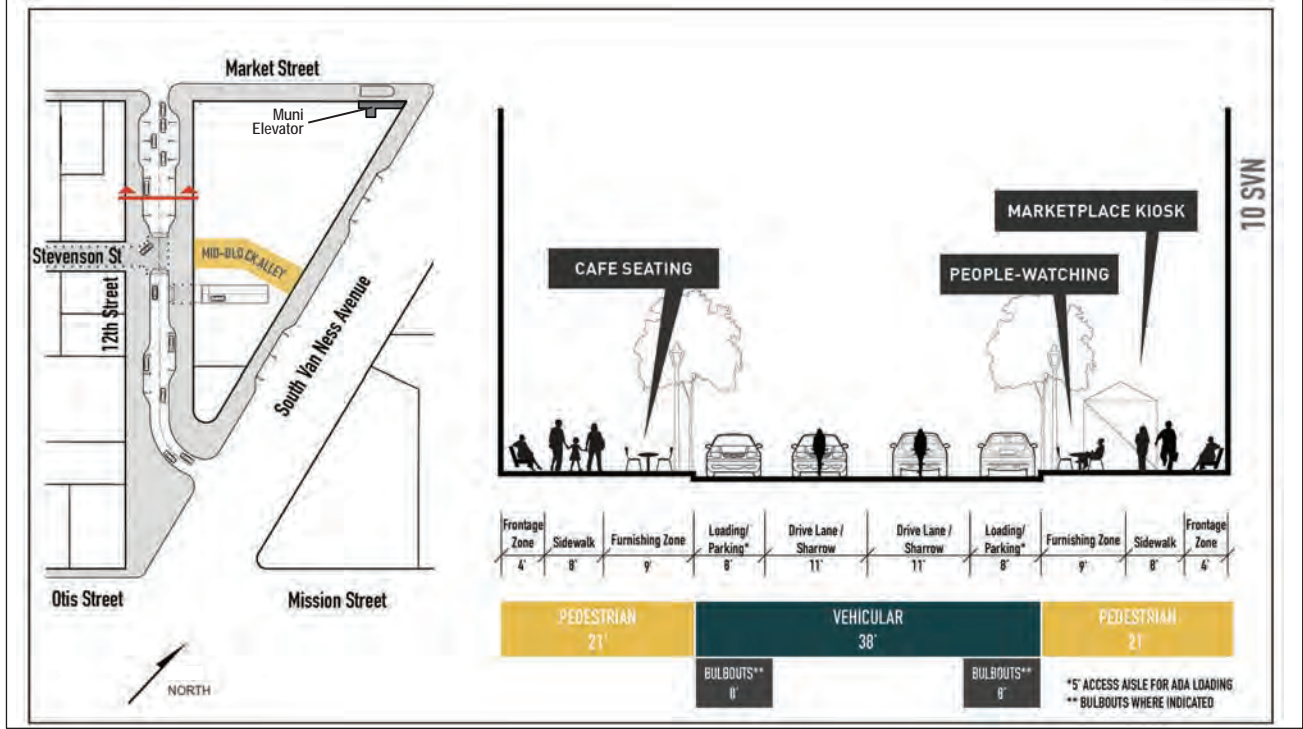 Market Street
Muni
Elevator
Stevenson St
MID-BLOCK ALLEY
12th Street
South Van Ness Avenue
Otis Street
Mission Street
NORTH
10 SVN
MARKETPLACE KIOSK
CAFE SEATING
PEOPLE-WATCHING
Frontage
Zone
4'
Sidewalk
8'
Furnishing Zone
9'
Loading/
Parking*
8'
Drive Lane /
Sharrow
11'
Drive Lane /
Sharrow
11'
Loading/
Parking*
8'
Furnishing Zone
9'
Sidewalk
8'
Frontage
Zone
4'
PEDESTRIAN
21'
VEHICULAR
38'
PEDESTRIAN
21'
BULBOUTS**
8'
BULBOUTS**
8'
*5' ACCESS AISLE FOR ADA LOADING
** BULBOUTS WHERE INDICATED